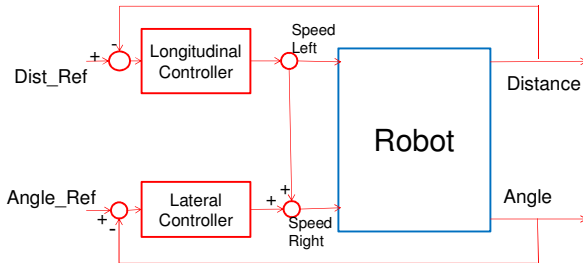 -
+
Dist_Ref
Longitudinal
Controller
Speed
Left
Distance
Robot
Angle_Ref
+
-
Lateral
Controller
+
+
Speed
Right
Angle